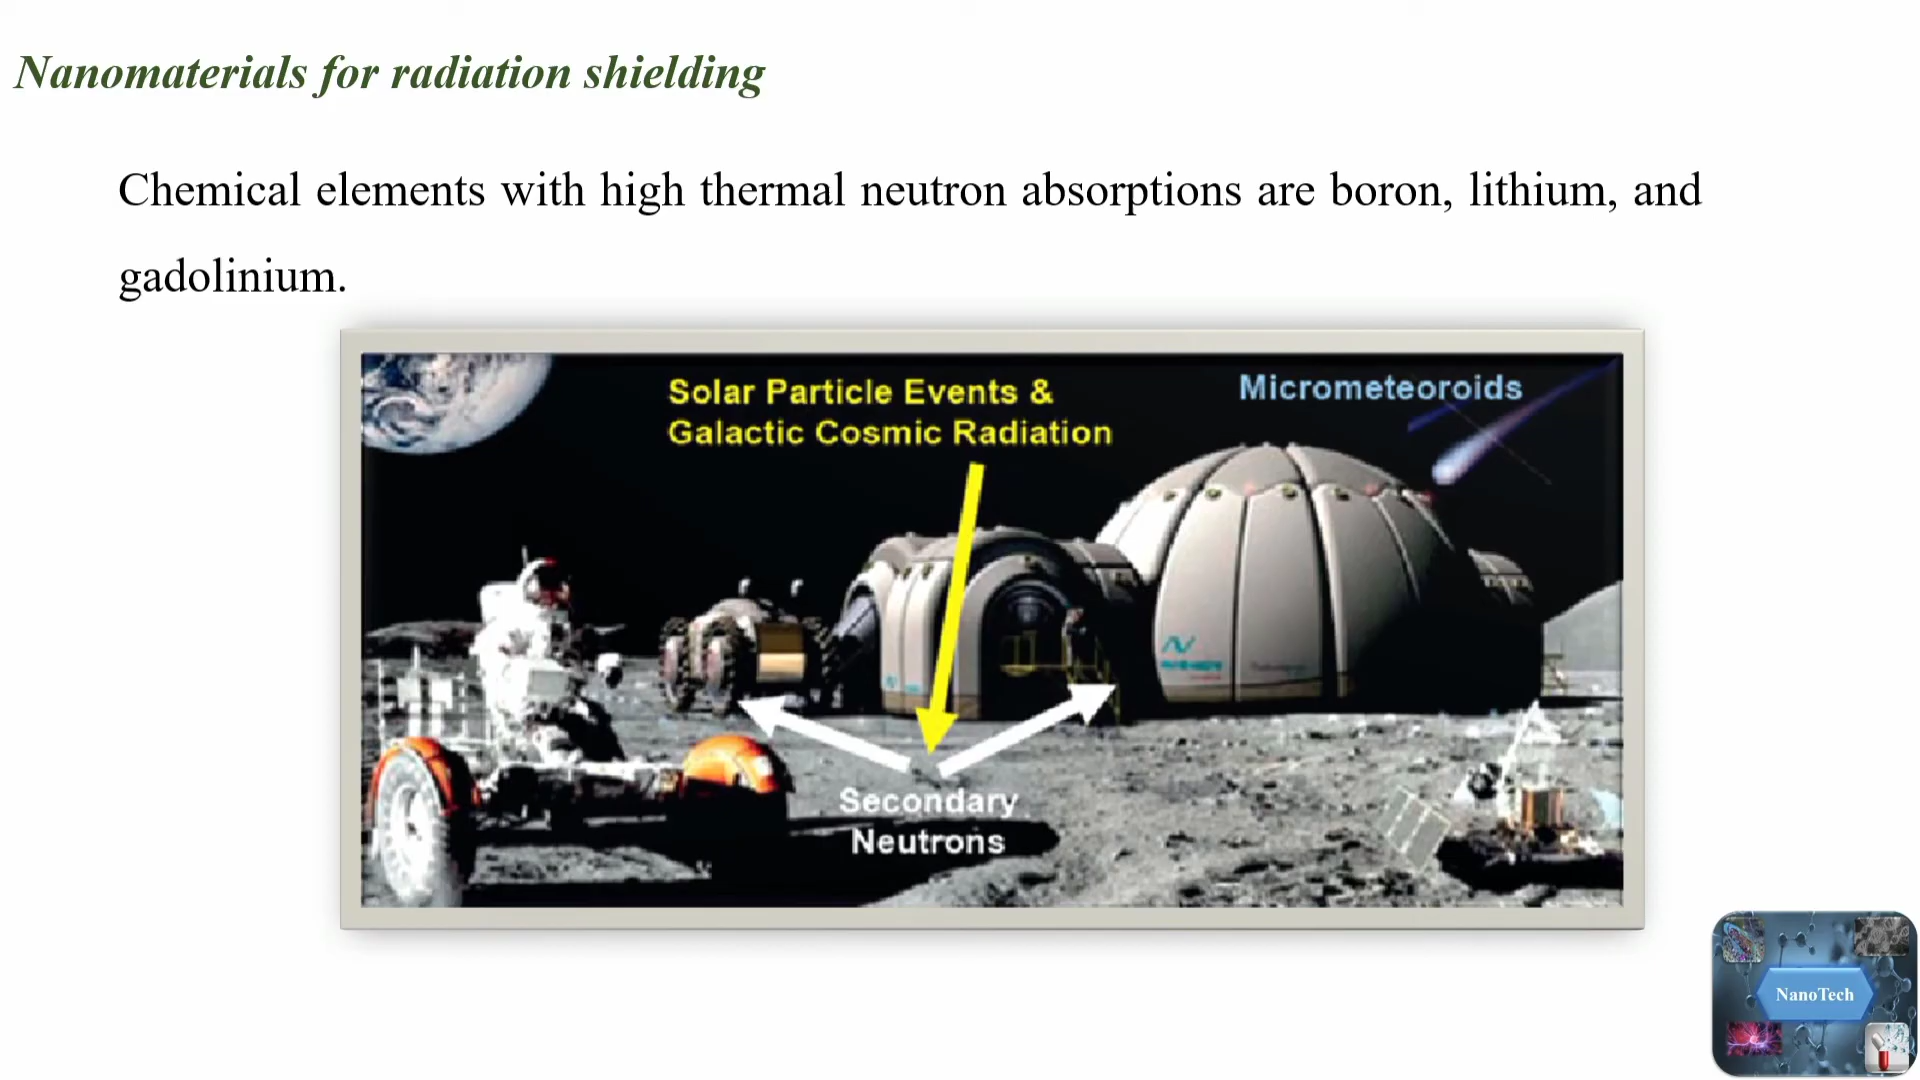 Nanomaterials for radiation shielding
Chemical elements with high thermal neutron absorptions are boron, lithium, and
gadolinium.
Solar Particle Events &
Galactic Cosmic Radiation
Micrometeoroids
Secondary
Neutrons
NanoTech